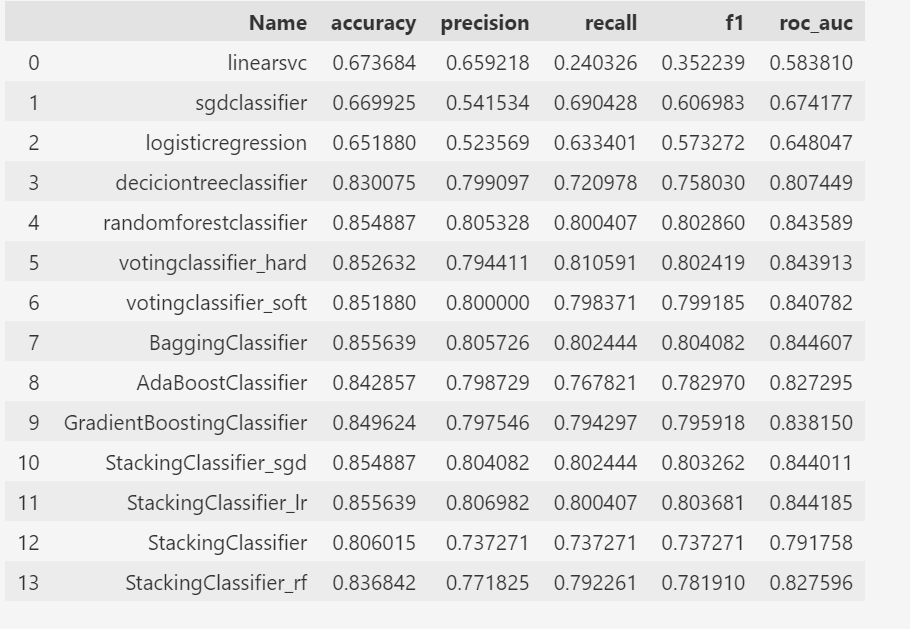 Name accuracy precision recall f1 roc_auc
0 linearsvc 0.673684 0.659218 0.240326 0.352239 0.583810
1 sgdclassifier 0.669925 0.541534 0.690428 0.606983 0.674177
2 logisticregression 0.651880 0.523569 0.633401 0.573272 0.648047
3 deciciontreeclassifier 0.830075 0.799097 0.720978 0.758030 0.807449
4 randomforestclassifier 0.854887 0.805328 0.800407 0.802860 0.843589
5 votingclassifier_hard 0.852632 0.794411 0.810591 0.802419 0.843913
6 votingclassifier_soft 0.851880 0.800000 0.798371 0.799185 0.840782
7 BaggingClassifier 0.855639 0.805726 0.802444 0.804082 0.844607
8 AdaBoostClassifier 0.842857 0.798729 0.767821 0.782970 0.827295
9 GradientBoostingClassifier 0.849624 0.797546 0.794297 0.795918 0.838150
10 StackingClassifier_sgd 0.854887 0.804082 0.802444 0.803262 0.844011
11 StackingClassifier_lr 0.855639 0.806982 0.800407 0.803681 0.844185
12 StackingClassifier 0.806015 0.737271 0.737271 0.737271 0.791758
13 StackingClassifier_rf 0.836842 0.771825 0.792261 0.781910 0.827596